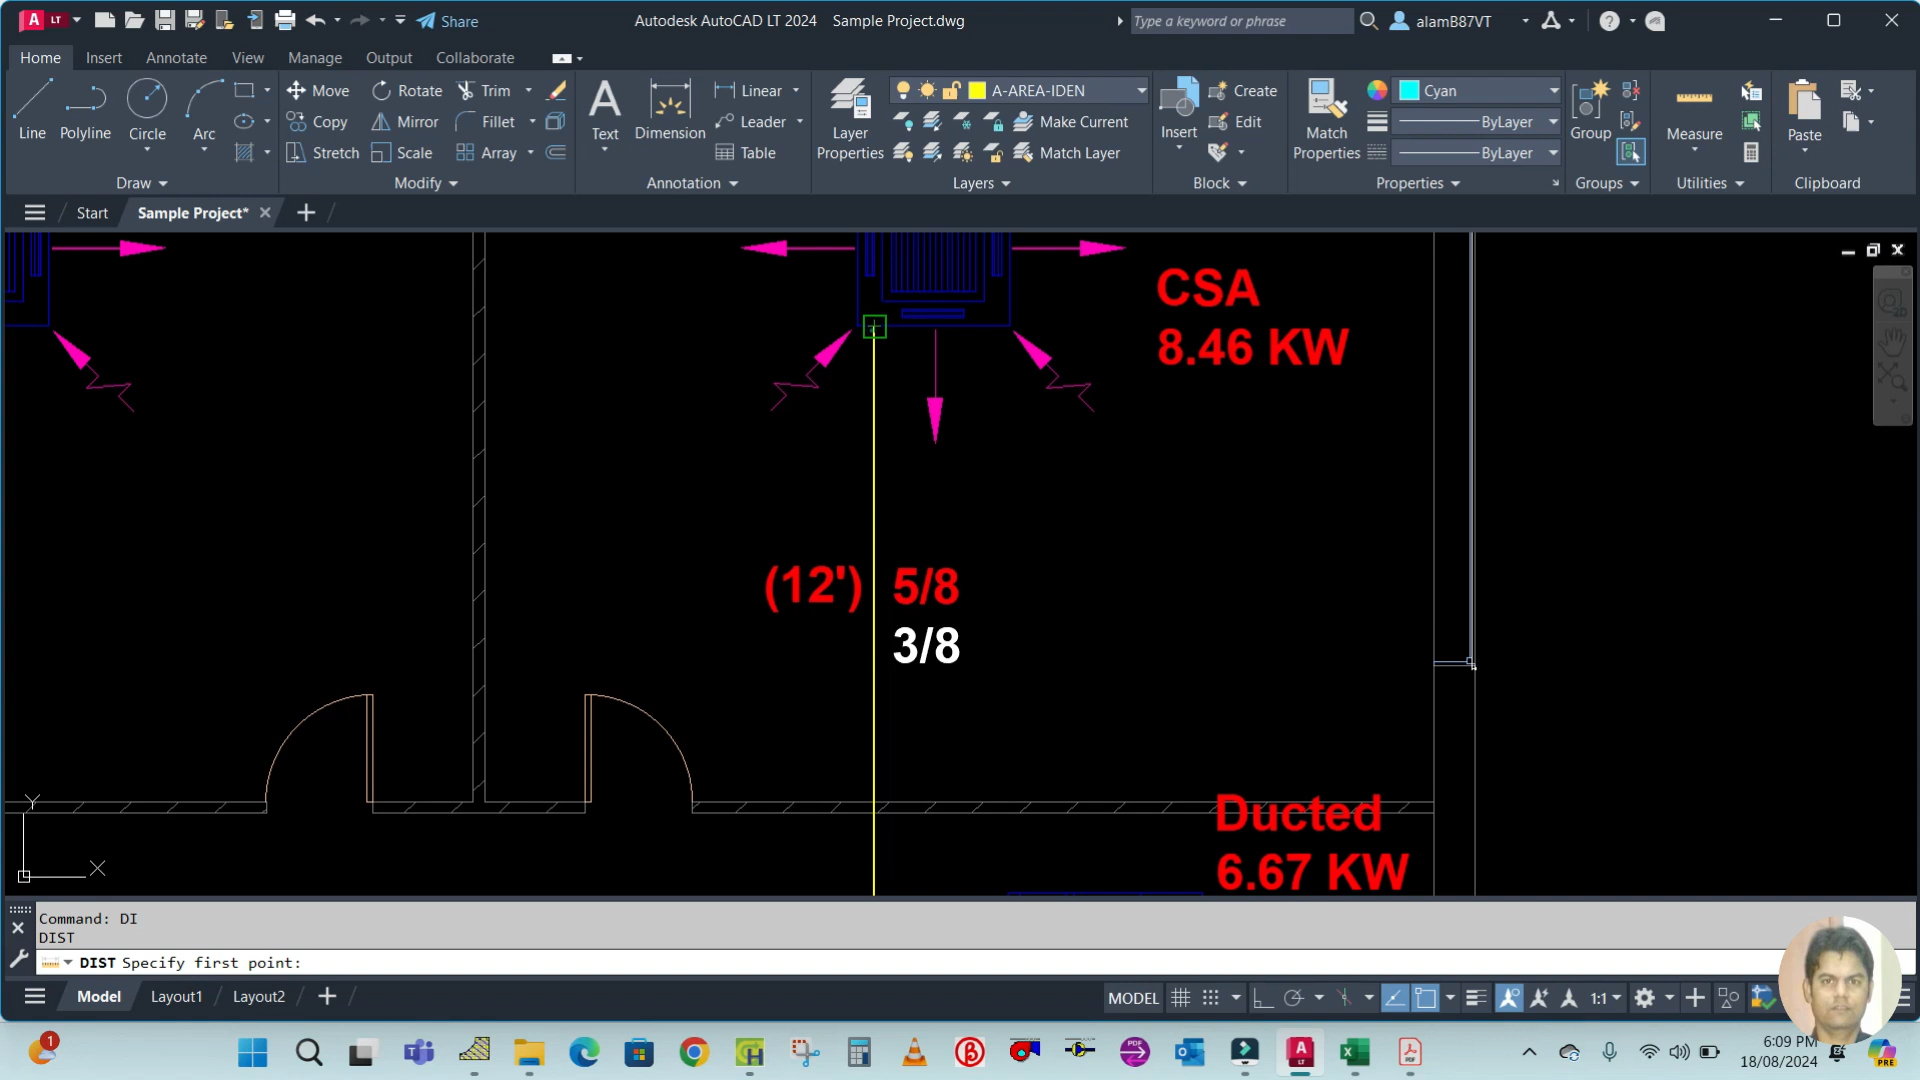 A LT Share Autodesk AutoCAD LT 2024 Sample Project.dwg Type a keyword or phrase alamB87VT
Home Insert Annotate View Manage Output Collaborate
Line Polyline Circle Arc
Draw
Move Rotate Trim
Copy Mirror Fillet
Stretch Scale Array
Modify
Text Dimension
Linear
Leader
Table
Annotation
Layer Properties
A-AREA-IDEN
Make Current
Match Layer
Layers
Insert
Create
Edit
Block
Match Properties
Cyan
ByLayer
ByLayer
Properties
Group
Groups
Measure
Utilities
Paste
Clipboard
Start Sample Project*
CSA
8.46 KW
(12') 5/8
3/8
Ducted
6.67 KW
Y
X
Command: DI
DIST
DIST Specify first point:
Model Layout1 Layout2
MODEL 1:1
1
6:09 PM
18/08/2024
PRE